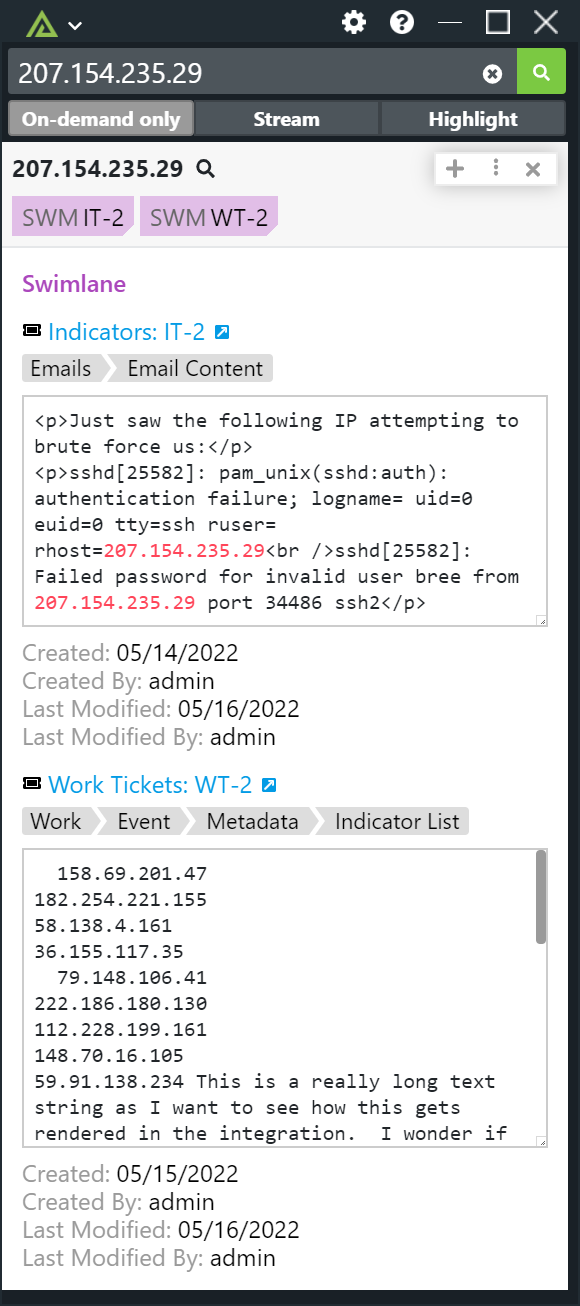 207.154.235.29
On-demand only Stream Highlight
207.154.235.29
SWM IT-2 SWM WT-2
Swimlane
Indicators: IT-2
Emails Email Content
<p>Just saw the following IP attempting to
brute force us:</p>
<p>sshd[25582]: pam_unix(sshd:auth):
authentication failure; logname= uid=0
euid=0 tty=ssh ruser=
rhost=207.154.235.29<br />sshd[25582]:
Failed password for invalid user bree from
207.154.235.29 port 34486 ssh2</p>
Created: 05/14/2022
Created By: admin
Last Modified: 05/16/2022
Last Modified By: admin
Work Tickets: WT-2
Work Event Metadata Indicator List
158.69.201.47
182.254.221.155
58.138.4.161
36.155.117.35
79.148.106.41
222.186.180.130
112.228.199.161
148.70.16.105
59.91.138.234 This is a really long text
string as I want to see how this gets
rendered in the integration.  I wonder if
Created: 05/15/2022
Created By: admin
Last Modified: 05/16/2022
Last Modified By: admin